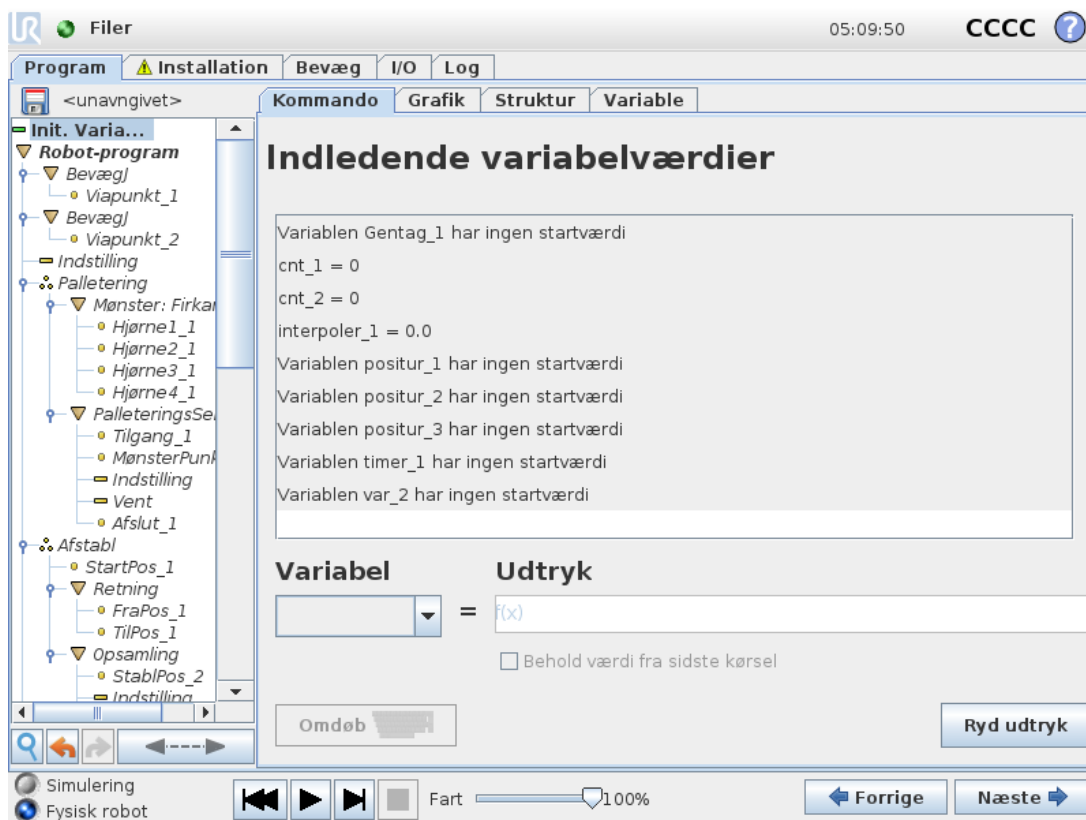 UR Filer 05:09:50 CCCC ?
Program Installation Bevæg I/O Log
<unavngivet>
Kommando Grafik Struktur Variable
Init. Varia...
Robot-program
BevægJ
Viapunkt_1
BevægJ
Viapunkt_2
Indstilling
Palletering
Mønster: Firkan
Hjørne1_1
Hjørne2_1
Hjørne3_1
Hjørne4_1
PalleteringsSe
Tilgang_1
MønsterPunk
Indstilling
Vent
Afslut_1
Afstabl
StartPos_1
Retning
FraPos_1
TilPos_1
Opsamling
StablPos_2
Indstilling
Indledende variabelværdier
Variablen Gentag_1 har ingen startværdi
cnt_1 = 0
cnt_2 = 0
interpoler_1 = 0.0
Variablen positur_1 har ingen startværdi
Variablen positur_2 har ingen startværdi
Variablen positur_3 har ingen startværdi
Variablen timer_1 har ingen startværdi
Variablen var_2 har ingen startværdi
Variabel Udtryk
= f(x)
Behold værdi fra sidste kørsel
Omdøb
Ryd udtryk
Simulering
Fysisk robot
Fart 100%
Forrige Næste